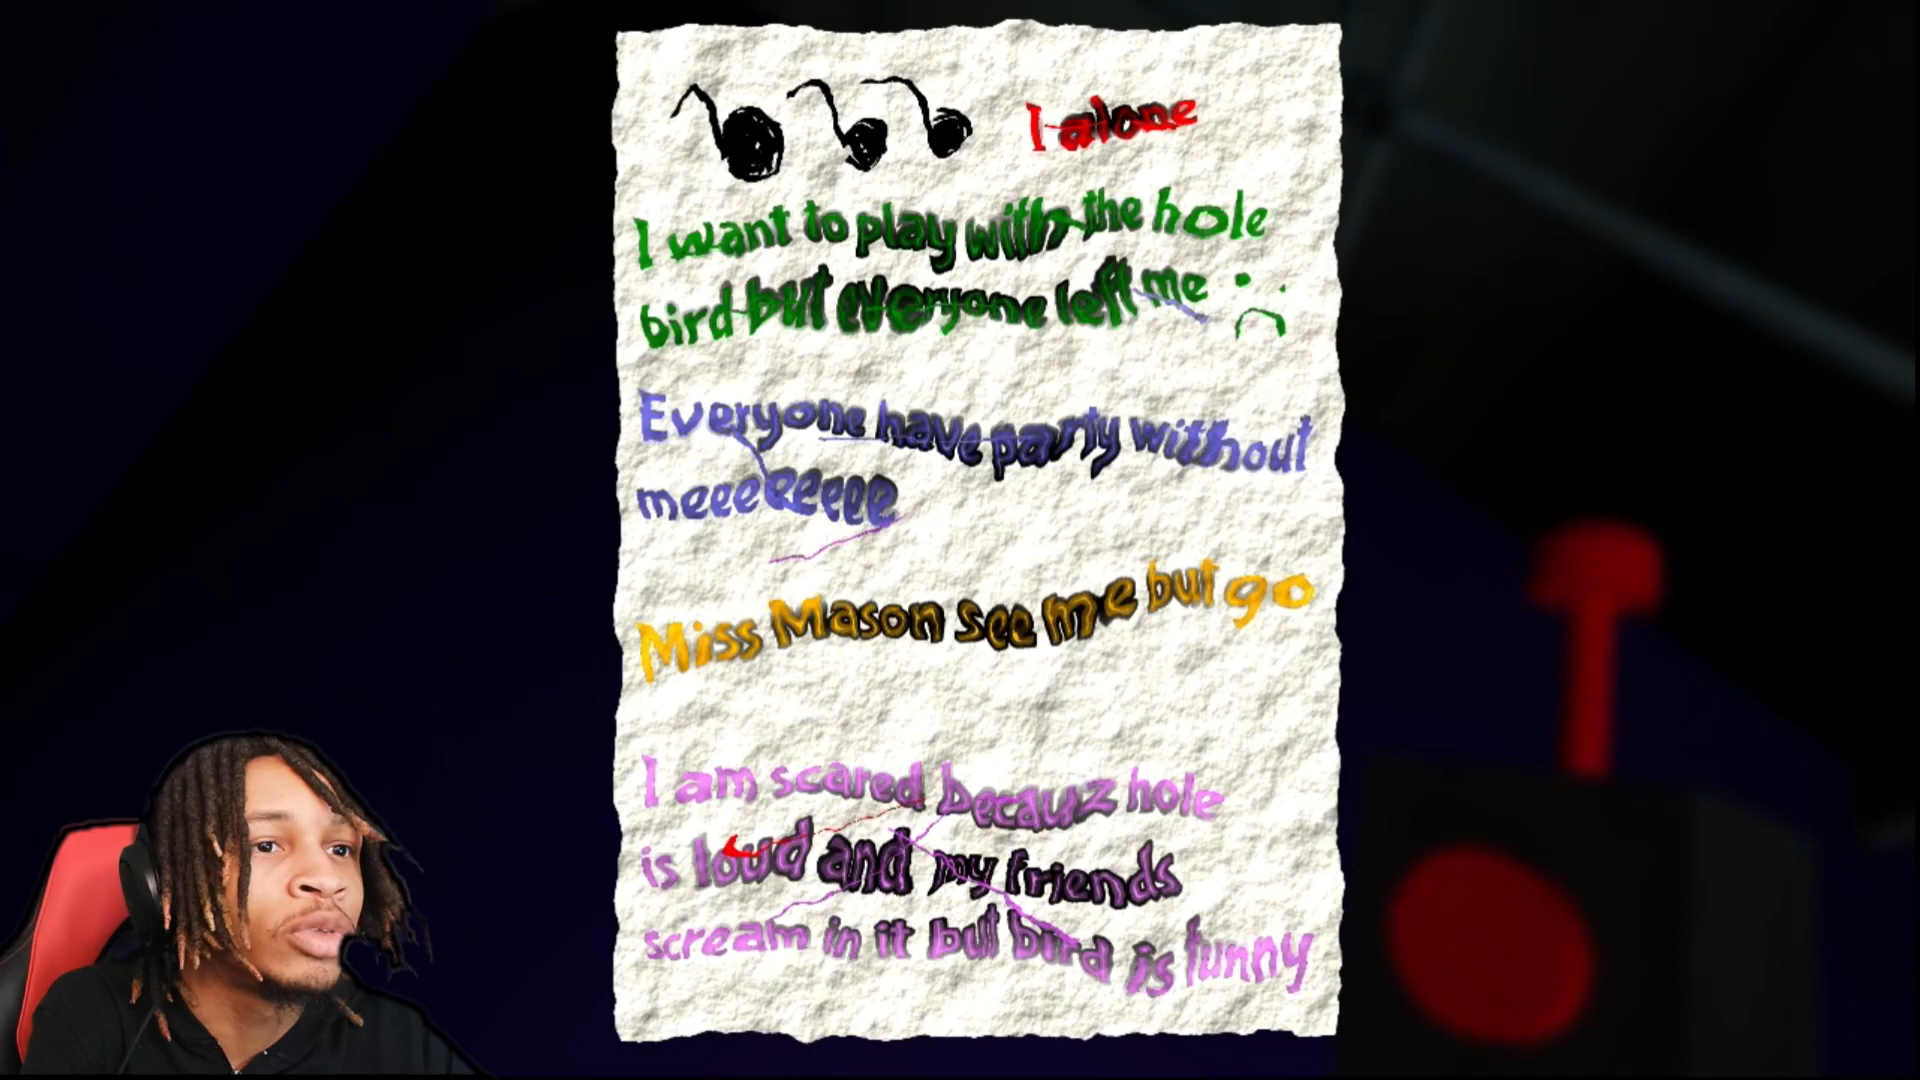 I alone
I want to play with the hole
bird but everyone left me :(
Everyone have party without
meeeeeeee
Miss Mason see me but go
I am scared becauz hole
is loud and my friends
scream in it but bird is funny